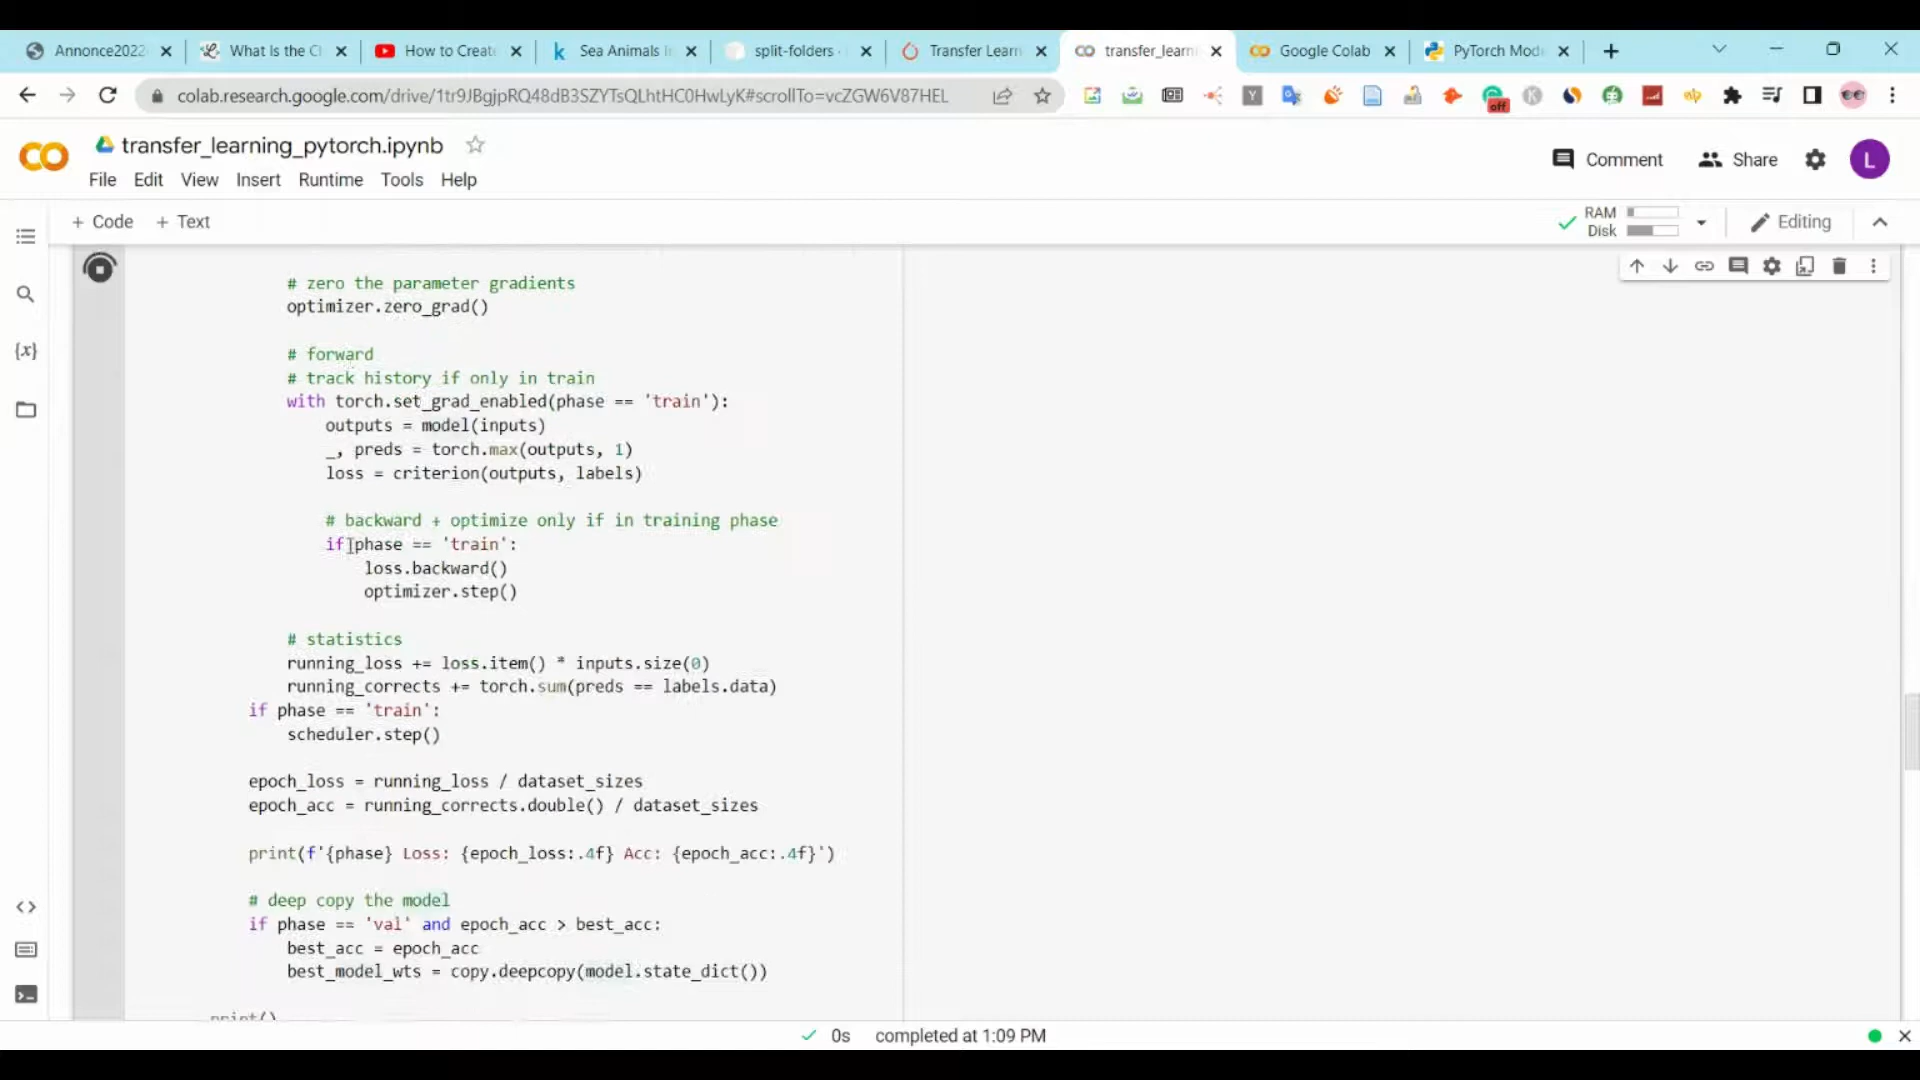 Annonce2022
What Is the C
How to Create
Sea Animals I
split-folders ·
Transfer Learn
transfer_learn
Google Colab
PyTorch Mod
colab.research.google.com/drive/1tr9JBgjpRQ48dB3SZYTsQLhtHC0HwLyK#scrollTo=vcZGW6V87HEL
off
transfer_learning_pytorch.ipynb
Comment
Share
L
File Edit View Insert Runtime Tools Help
+ Code + Text
RAM
Disk
Editing
# zero the parameter gradients
optimizer.zero_grad()
# forward
# track history if only in train
with torch.set_grad_enabled(phase == 'train'):
outputs = model(inputs)
_, preds = torch.max(outputs, 1)
loss = criterion(outputs, labels)
# backward + optimize only if in training phase
if phase == 'train':
loss.backward()
optimizer.step()
# statistics
running_loss += loss.item() * inputs.size(0)
running_corrects += torch.sum(preds == labels.data)
if phase == 'train':
scheduler.step()
epoch_loss = running_loss / dataset_sizes
epoch_acc = running_corrects.double() / dataset_sizes
print(f'{phase} Loss: {epoch_loss:.4f} Acc: {epoch_acc:.4f}')
# deep copy the model
if phase == 'val' and epoch_acc > best_acc:
best_acc = epoch_acc
best_model_wts = copy.deepcopy(model.state_dict())
print()
0s completed at 1:09 PM